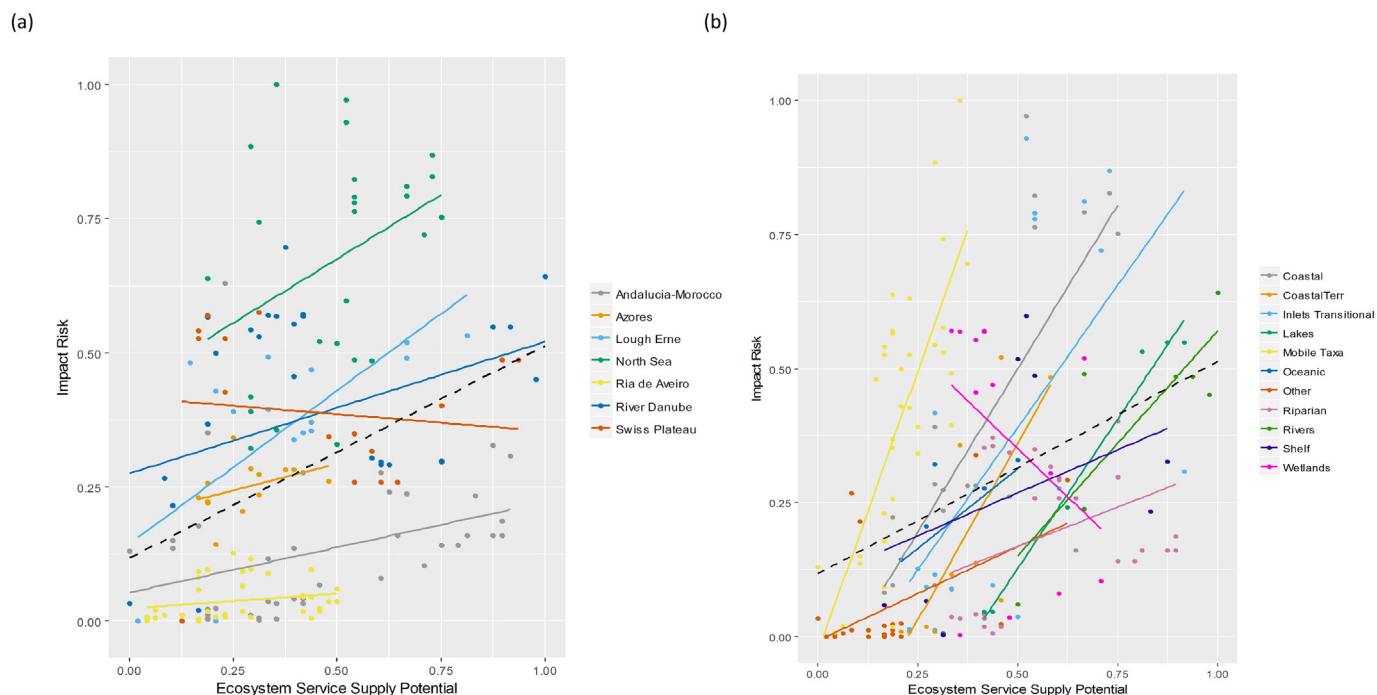 (a)
Impact Risk
1.00
0.75
0.50
0.25
0.00
0.00 0.25 0.50 0.75 1.00
Ecosystem Service Supply Potential
Andalucia-Morocco
Azores
Lough Erne
North Sea
Ria de Aveiro
River Danube
Swiss Plateau
(b)
Impact Risk
1.00
0.75
0.50
0.25
0.00
0.00 0.25 0.50 0.75 1.00
Ecosystem Service Supply Potential
Coastal
CoastalTerr
Inlets Transitional
Lakes
Mobile Taxa
Oceanic
Other
Riparian
Rivers
Shelf
Wetlands